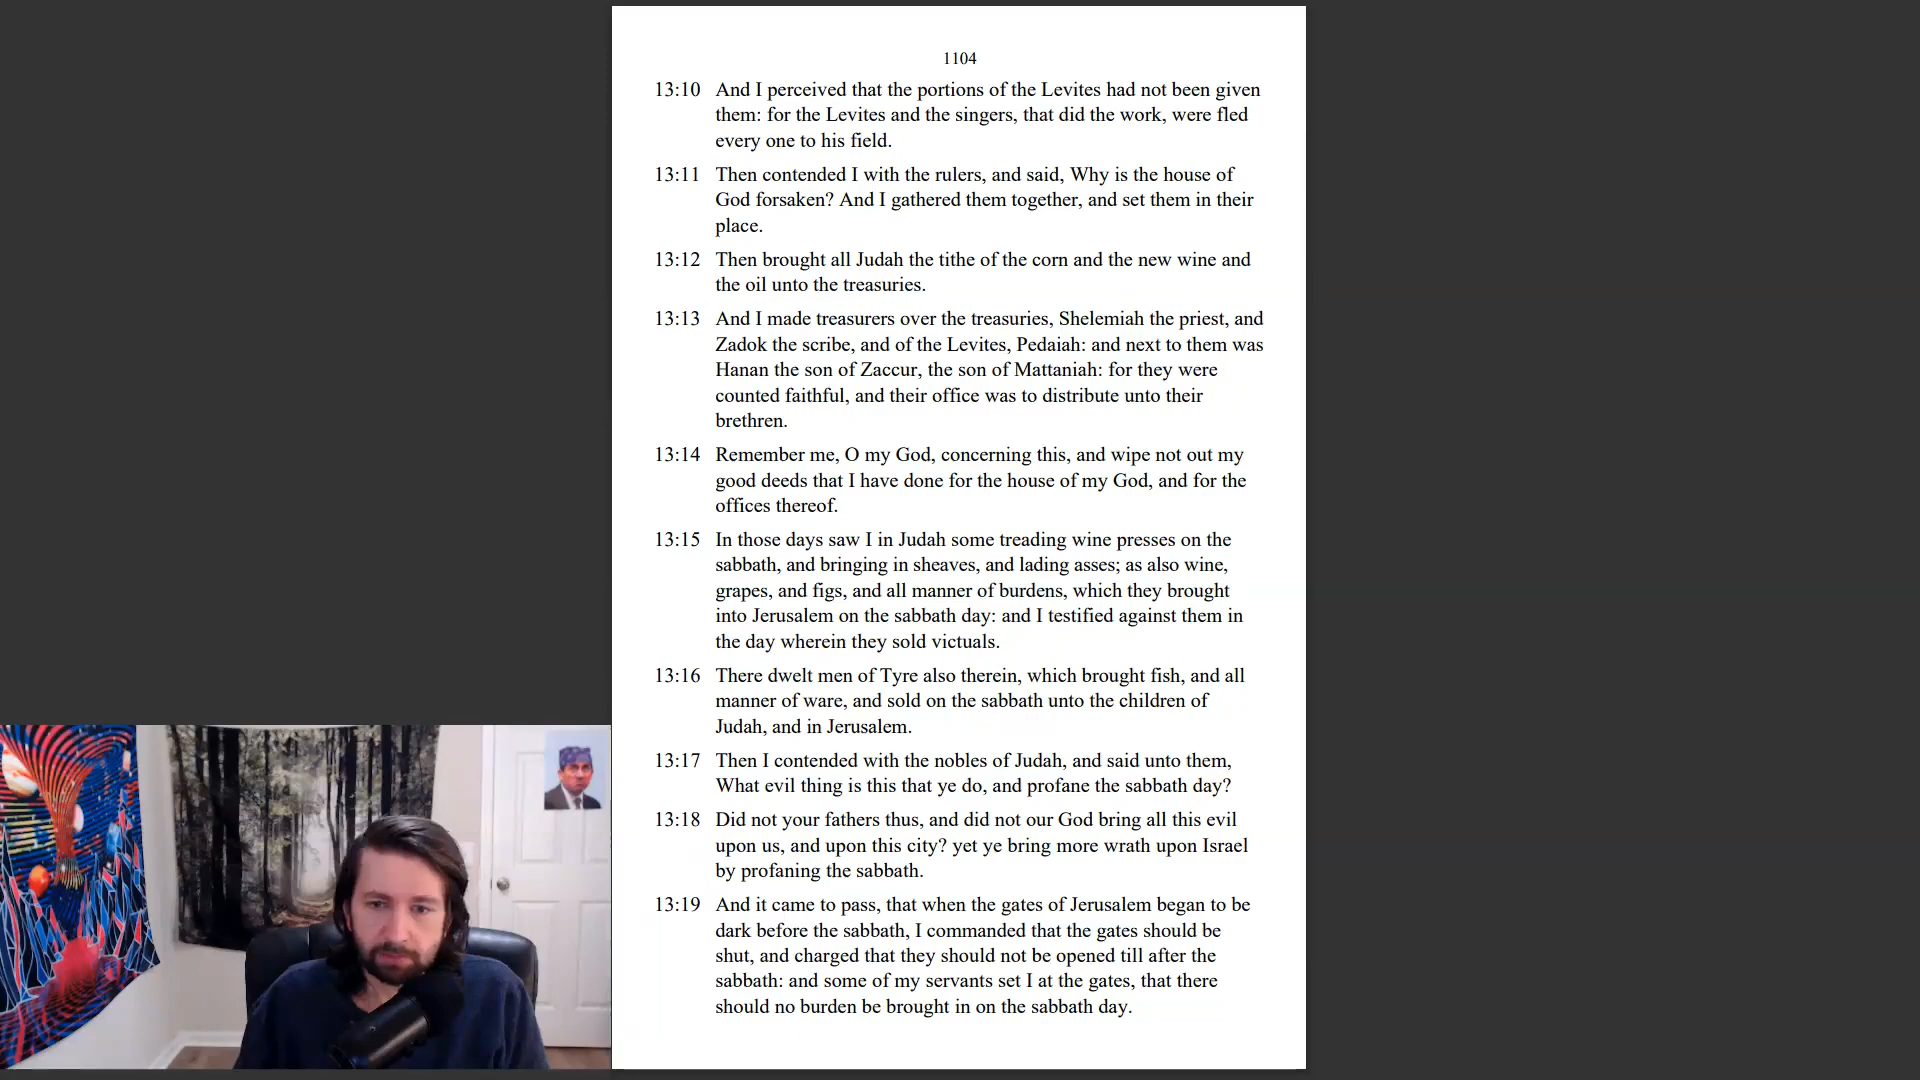 1104
13:10 And I perceived that the portions of the Levites had not been given
them: for the Levites and the singers, that did the work, were fled
every one to his field.
13:11 Then contended I with the rulers, and said, Why is the house of
God forsaken? And I gathered them together, and set them in their
place.
13:12 Then brought all Judah the tithe of the corn and the new wine and
the oil unto the treasuries.
13:13 And I made treasurers over the treasuries, Shelemiah the priest, and
Zadok the scribe, and of the Levites, Pedaiah: and next to them was
Hanan the son of Zaccur, the son of Mattaniah: for they were
counted faithful, and their office was to distribute unto their
brethren.
13:14 Remember me, O my God, concerning this, and wipe not out my
good deeds that I have done for the house of my God, and for the
offices thereof.
13:15 In those days saw I in Judah some treading wine presses on the
sabbath, and bringing in sheaves, and lading asses; as also wine,
grapes, and figs, and all manner of burdens, which they brought
into Jerusalem on the sabbath day: and I testified against them in
the day wherein they sold victuals.
13:16 There dwelt men of Tyre also therein, which brought fish, and all
manner of ware, and sold on the sabbath unto the children of
Judah, and in Jerusalem.
13:17 Then I contended with the nobles of Judah, and said unto them,
What evil thing is this that ye do, and profane the sabbath day?
13:18 Did not your fathers thus, and did not our God bring all this evil
upon us, and upon this city? yet ye bring more wrath upon Israel
by profaning the sabbath.
13:19 And it came to pass, that when the gates of Jerusalem began to be
dark before the sabbath, I commanded that the gates should be
shut, and charged that they should not be opened till after the
sabbath: and some of my servants set I at the gates, that there
should no burden be brought in on the sabbath day.